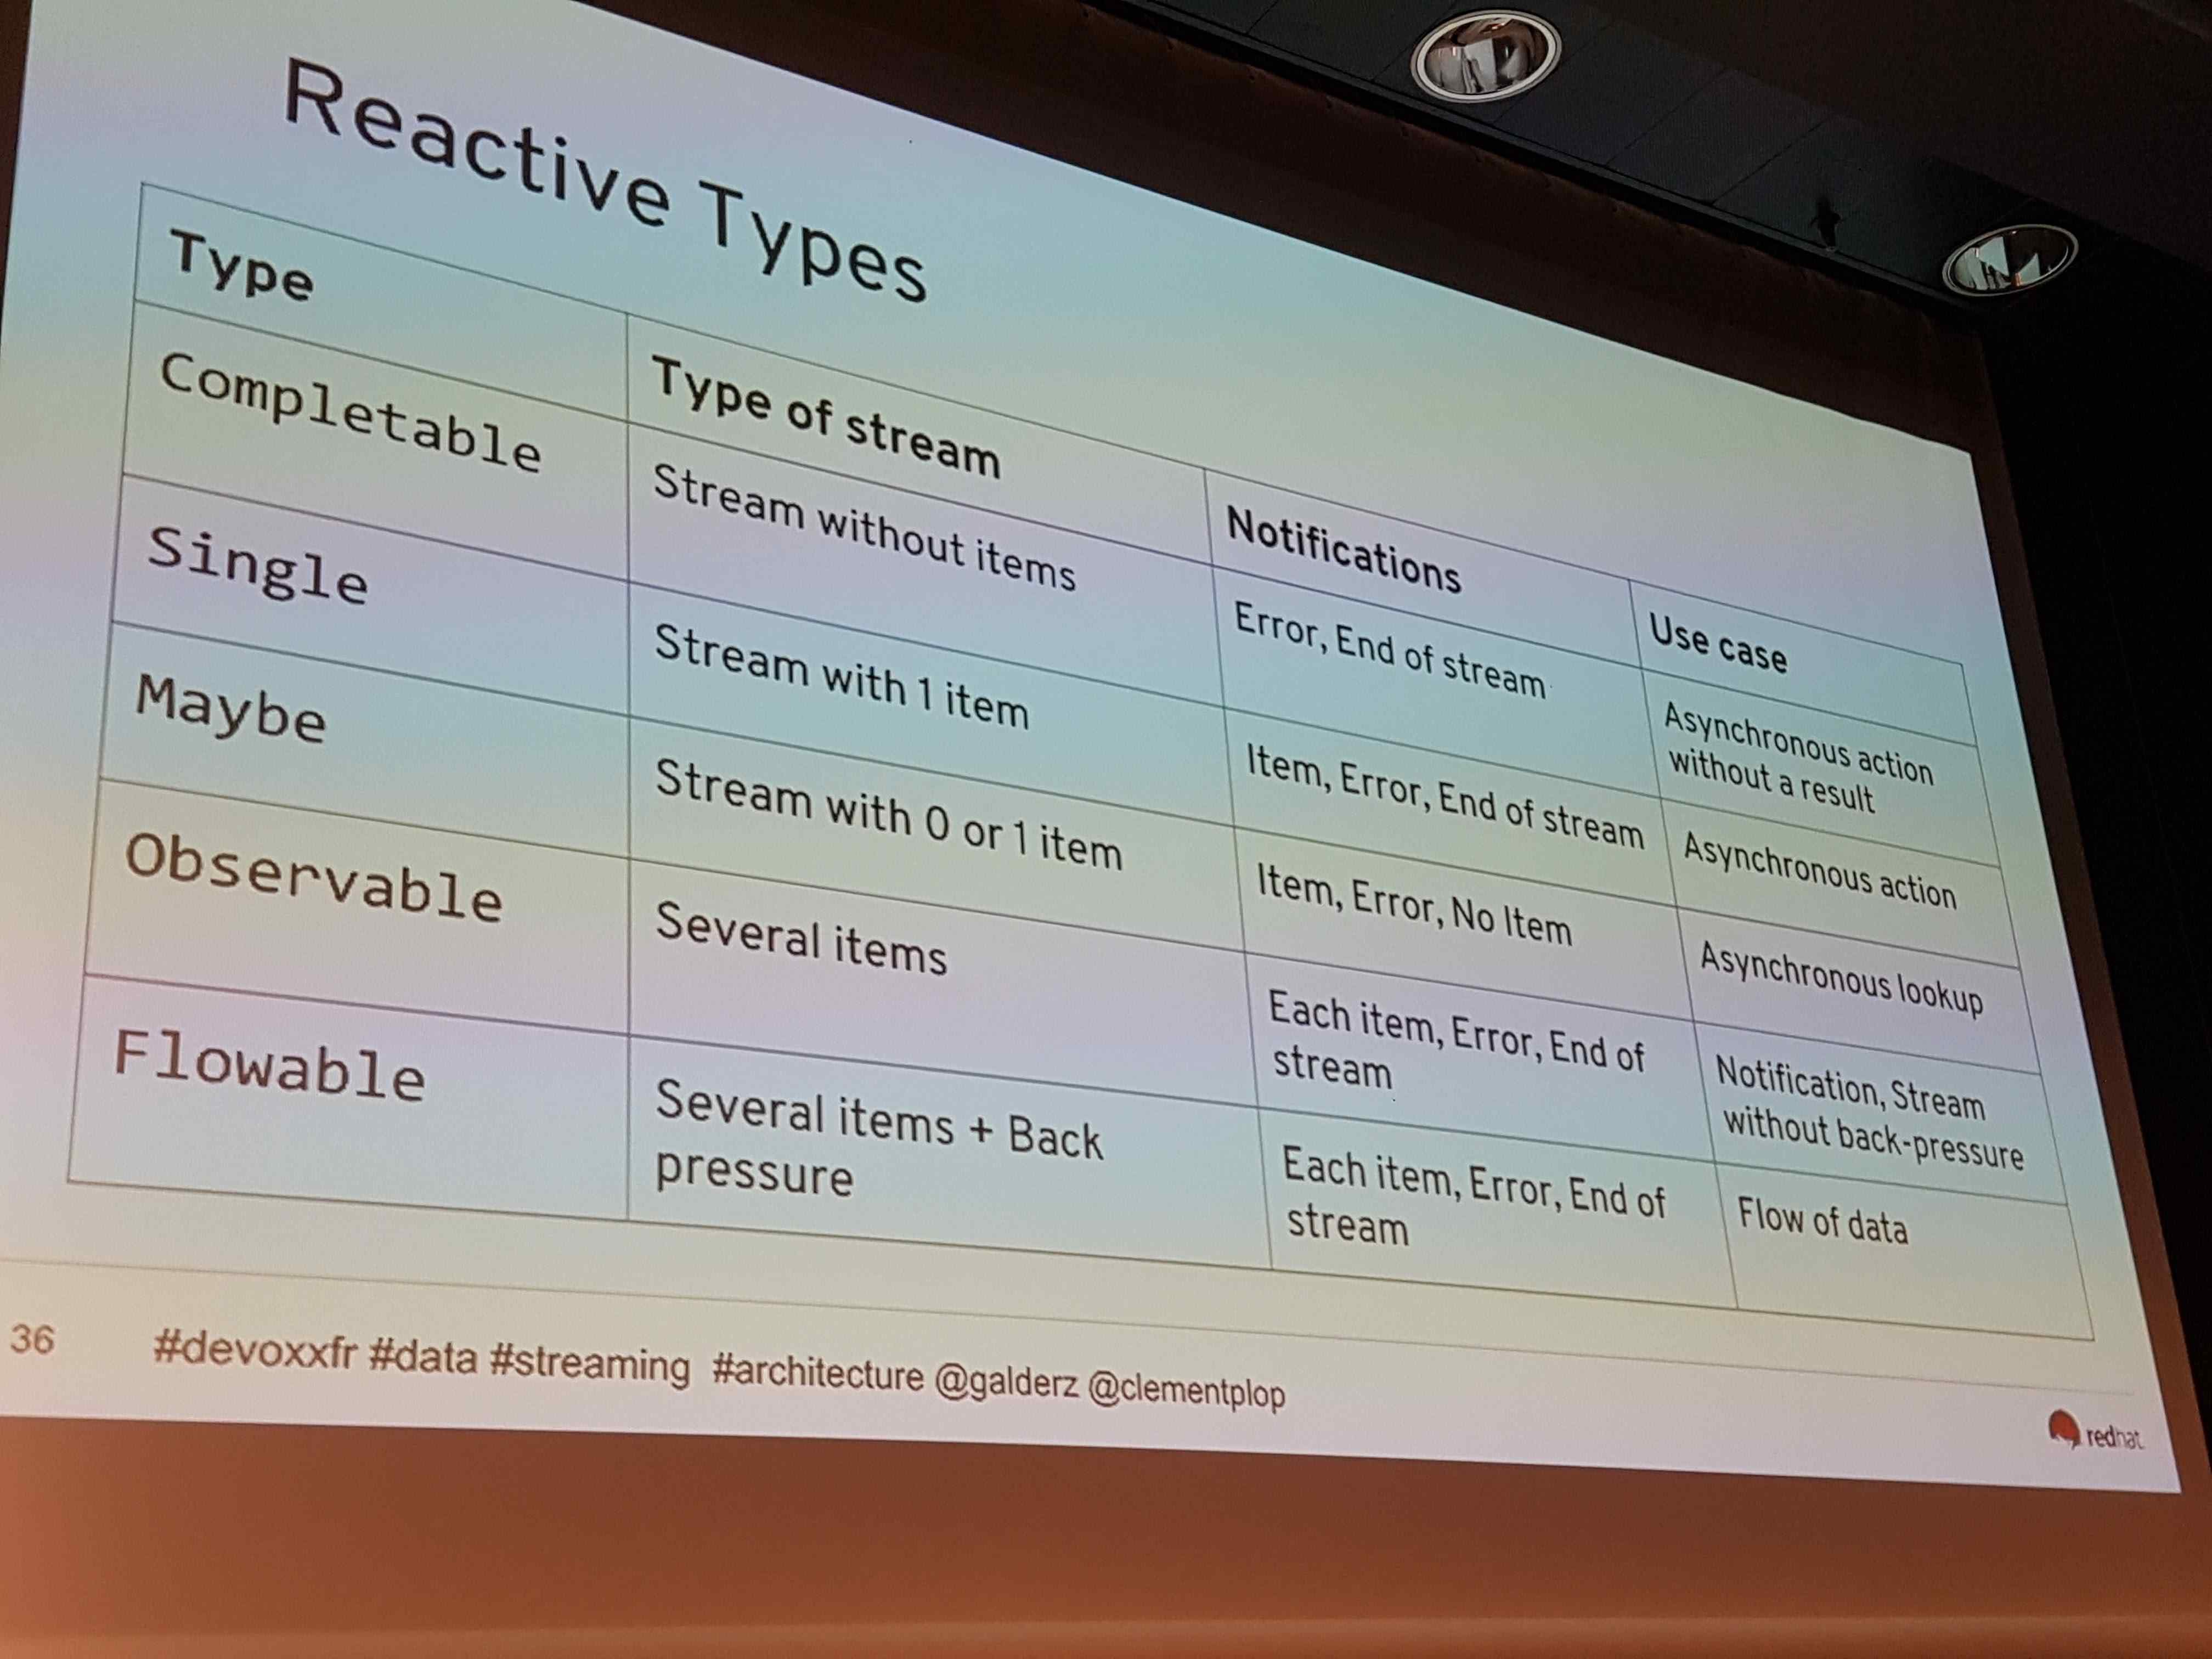 Reactive Types
Type
Type of stream
Notifications
Use case
Completable
Stream without items
Error, End of stream
Asynchronous action
without a result
Single
Stream with 1 item
Item, Error, End of stream
Asynchronous action
Maybe
Stream with 0 or 1 item
Item, Error, No Item
Asynchronous lookup
Observable
Several items
Each item, Error, End of
stream
Notification, Stream
without back-pressure
Flowable
Several items + Back
pressure
Each item, Error, End of
stream
Flow of data
36
#devoxxfr #data #streaming #architecture @galderz @clementplop
redhat